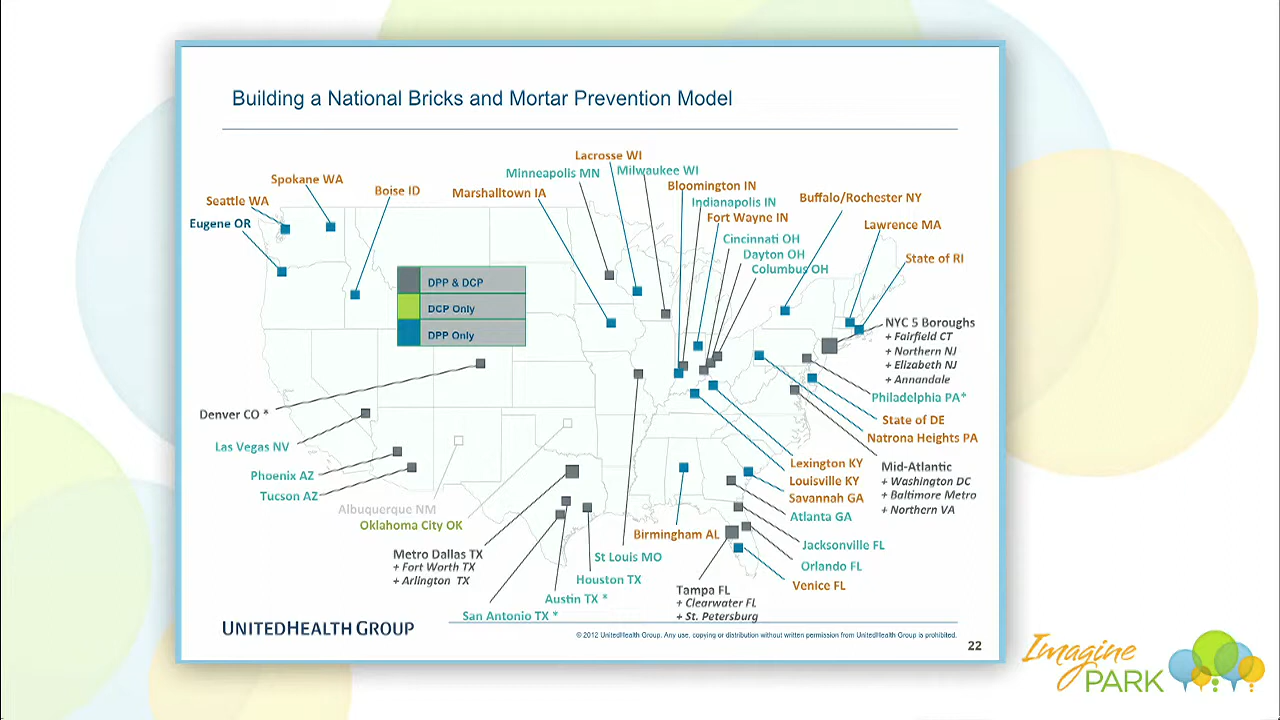 Building a National Bricks and Mortar Prevention Model
Lacrosse WI
Minneapolis MN
Milwaukee WI
Spokane WA
Boise ID
Marshalltown IA
Bloomington IN
Seattle WA
Indianapolis IN
Buffalo/Rochester NY
Eugene OR
Fort Wayne IN
Lawrence MA
Cincinnati OH
Dayton OH
State of RI
Columbus OH
DPP & DCP
DCP Only
DPP Only
NYC 5 Boroughs
+ Fairfield CT
+ Northern NJ
+ Elizabeth NJ
+ Annandale
Philadelphia PA*
Denver CO *
State of DE
Natrona Heights PA
Las Vegas NV
Lexington KY
Mid-Atlantic
+ Washington DC
+ Baltimore Metro
+ Northern VA
Phoenix AZ
Louisville KY
Tucson AZ
Savannah GA
Albuquerque NM
Atlanta GA
Oklahoma City OK
Birmingham AL
Jacksonville FL
Metro Dallas TX
+ Fort Worth TX
+ Arlington TX
St Louis MO
Orlando FL
Houston TX
Venice FL
Austin TX *
Tampa FL
+ Clearwater FL
+ St. Petersburg
San Antonio TX *
UNITEDHEALTH GROUP
© 2012 UnitedHealth Group. Any use, copying or distribution without written permission from UnitedHealth Group is prohibited.
22
Imagine
PARK